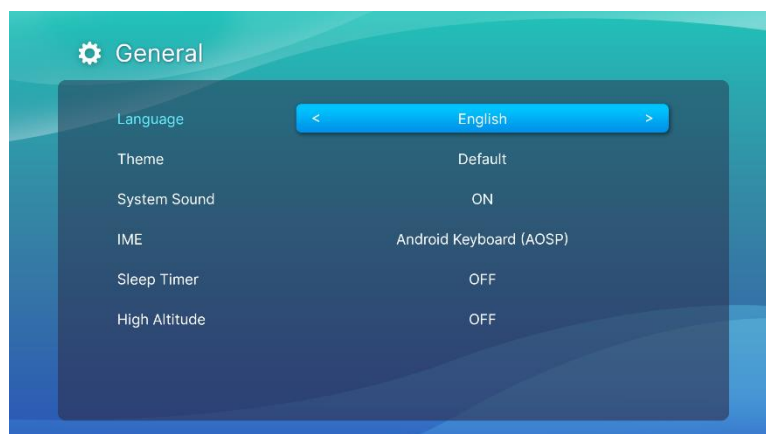 General
Language < English >
Theme Default
System Sound ON
IME Android Keyboard (AOSP)
Sleep Timer OFF
High Altitude OFF